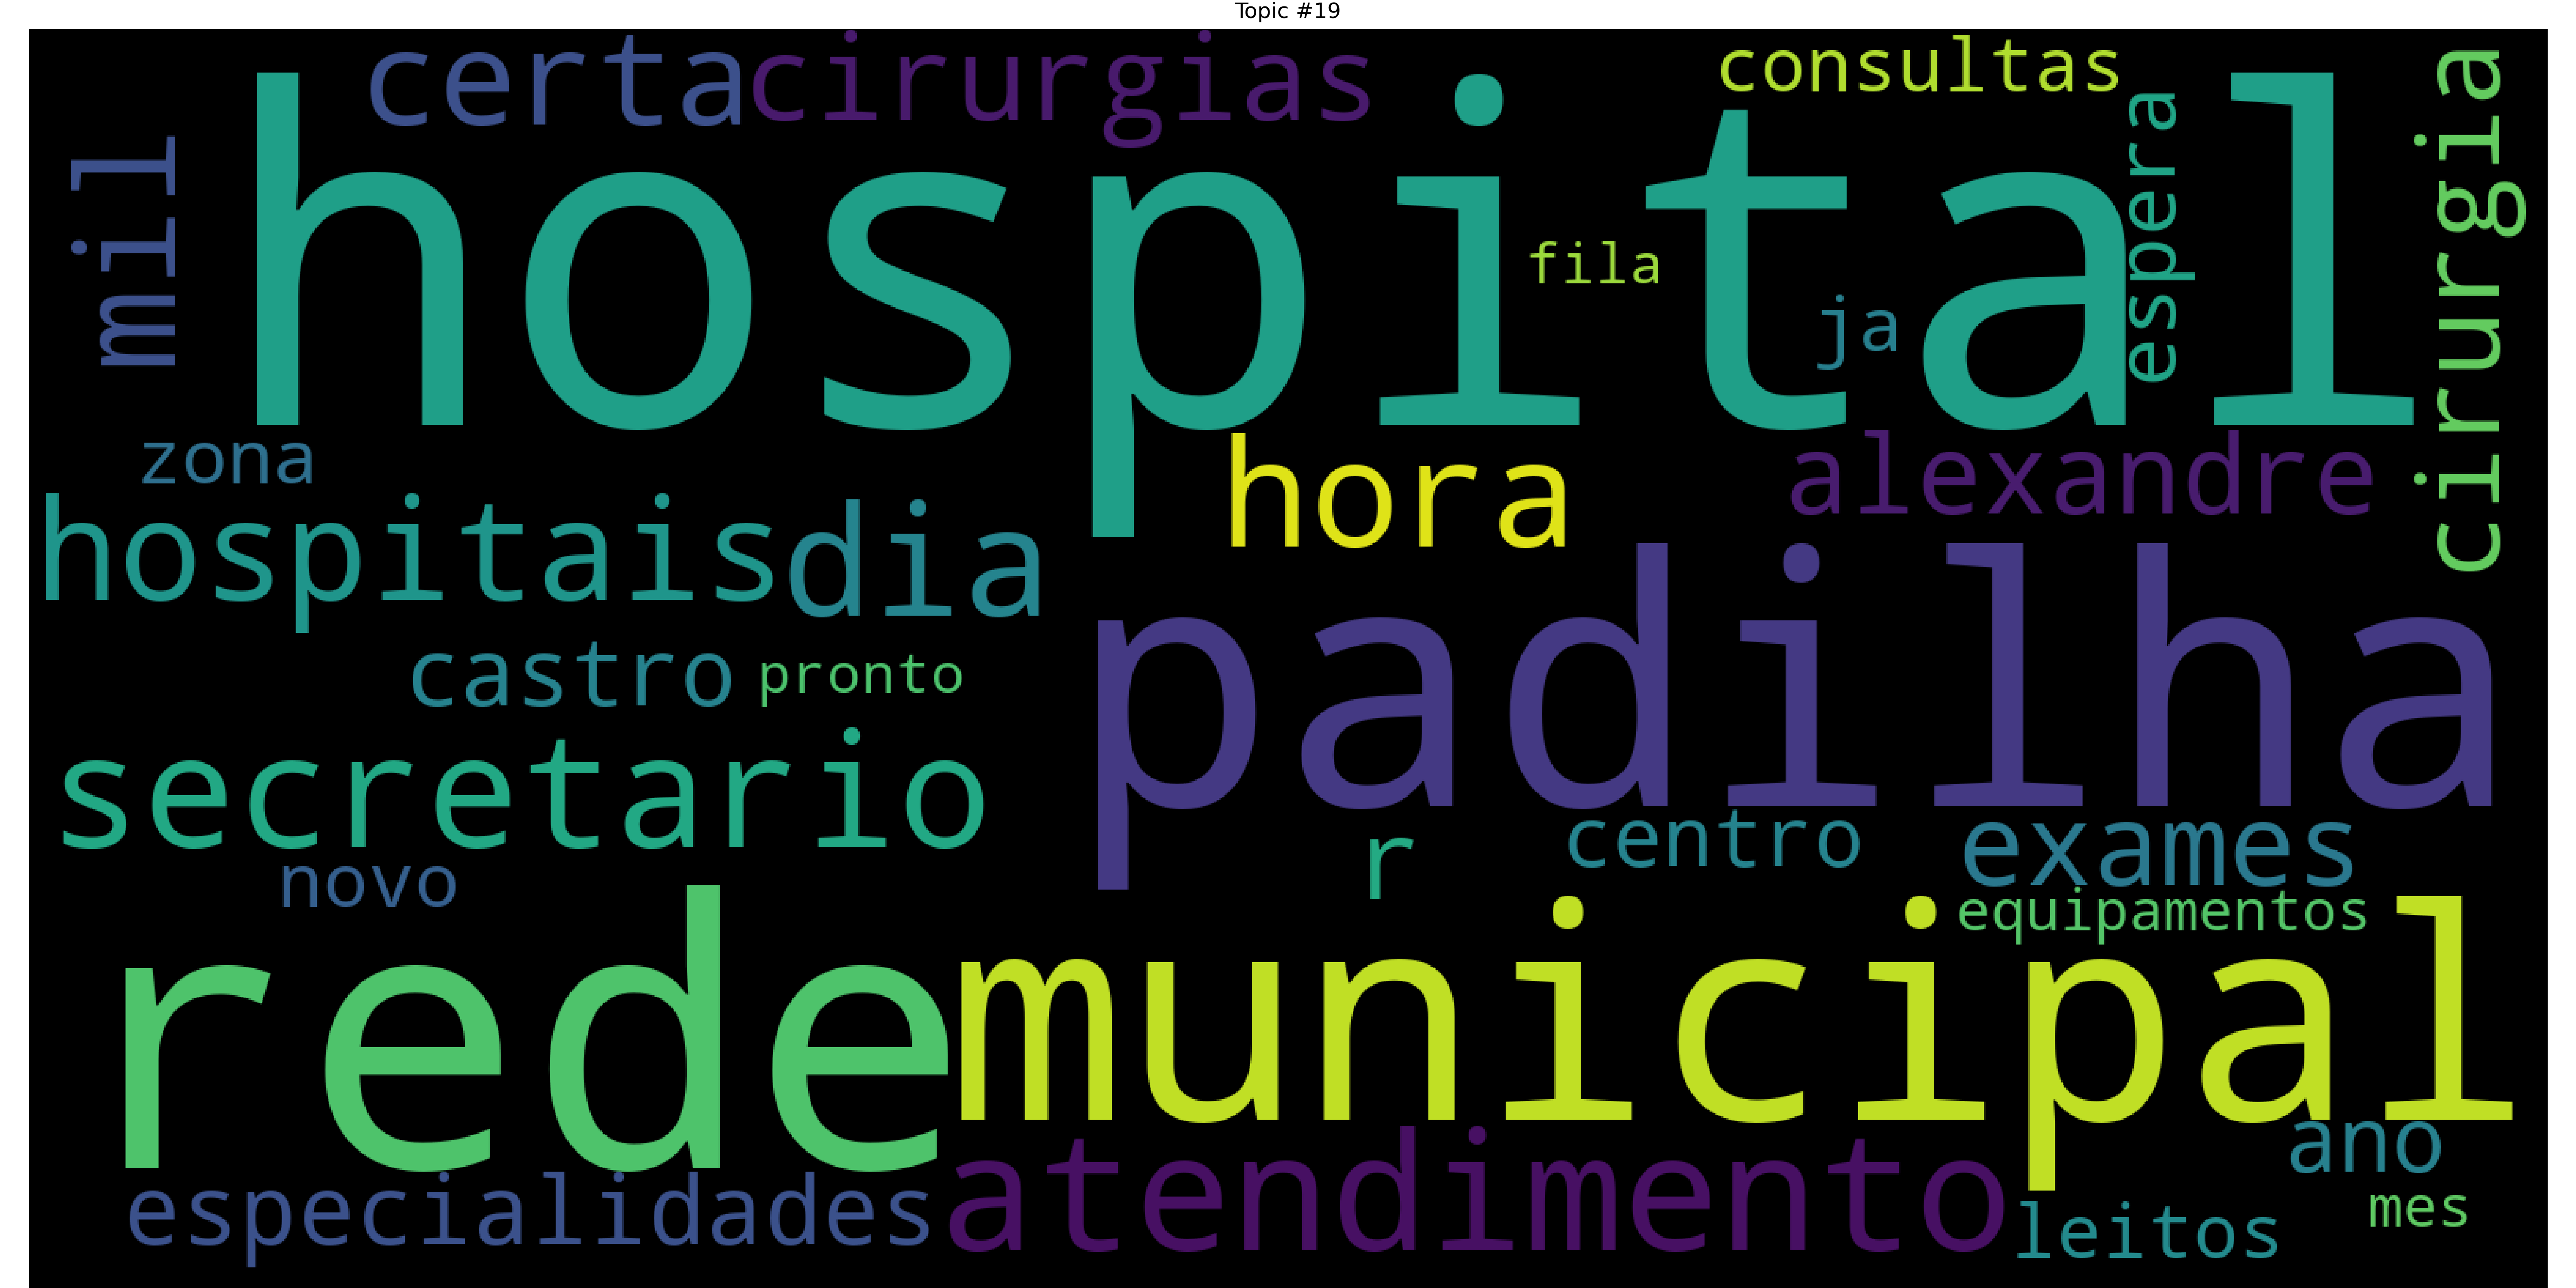 Topic #19
certa
cirurgias
consultas
mil
hospital
espera
cirurgia
fila
ja
zona
hora
alexandre
hospitais
dia
castro
pronto
padilha
secretario
r
centro
exames
novo
equipamentos
rede
municipal
ano
especialidades
atendimento
leitos
mes